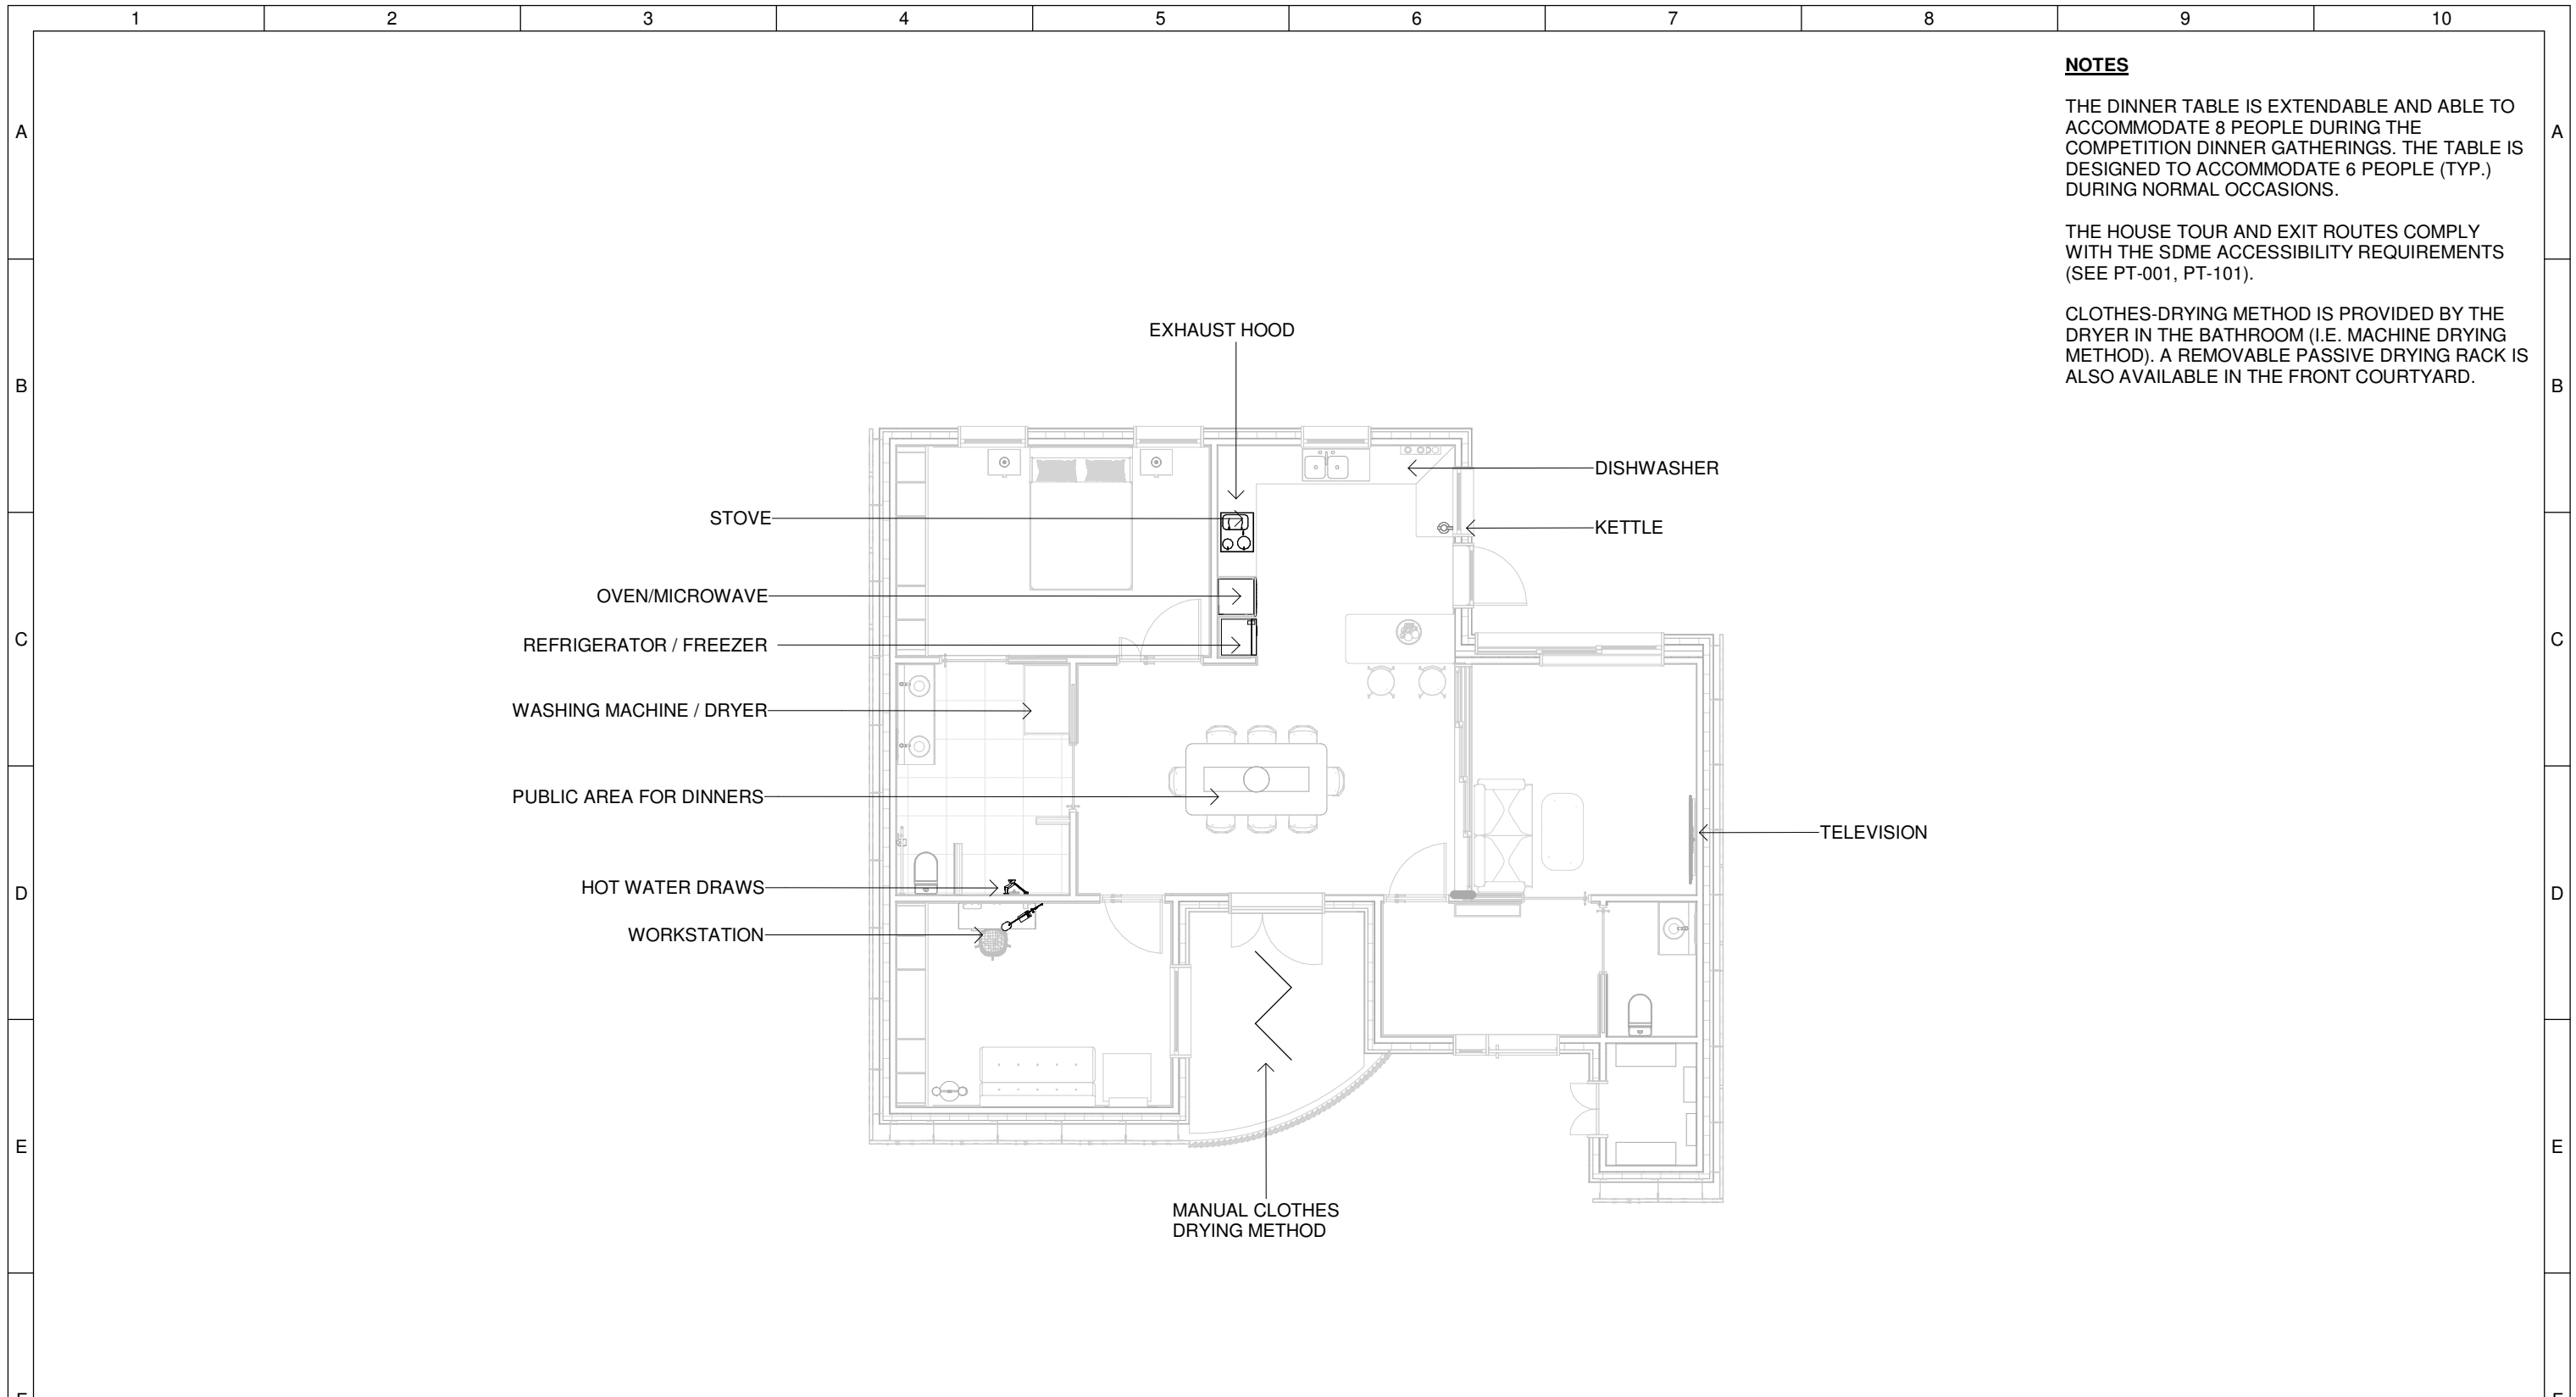 1 2 3 4 5 6 7 8 9 10
NOTES
THE DINNER TABLE IS EXTENDABLE AND ABLE TO
ACCOMMODATE 8 PEOPLE DURING THE
COMPETITION DINNER GATHERINGS. THE TABLE IS
DESIGNED TO ACCOMMODATE 6 PEOPLE (TYP.)
DURING NORMAL OCCASIONS.
THE HOUSE TOUR AND EXIT ROUTES COMPLY
WITH THE SDME ACCESSIBILITY REQUIREMENTS
(SEE PT-001, PT-101).
CLOTHES-DRYING METHOD IS PROVIDED BY THE
DRYER IN THE BATHROOM (I.E. MACHINE DRYING
METHOD). A REMOVABLE PASSIVE DRYING RACK IS
ALSO AVAILABLE IN THE FRONT COURTYARD.
A A
B B
C C
D D
E E
EXHAUST HOOD
DISHWASHER
STOVE
KETTLE
OVEN/MICROWAVE
REFRIGERATOR / FREEZER
WASHING MACHINE / DRYER
PUBLIC AREA FOR DINNERS
TELEVISION
HOT WATER DRAWS
WORKSTATION
MANUAL CLOTHES
DRYING METHOD